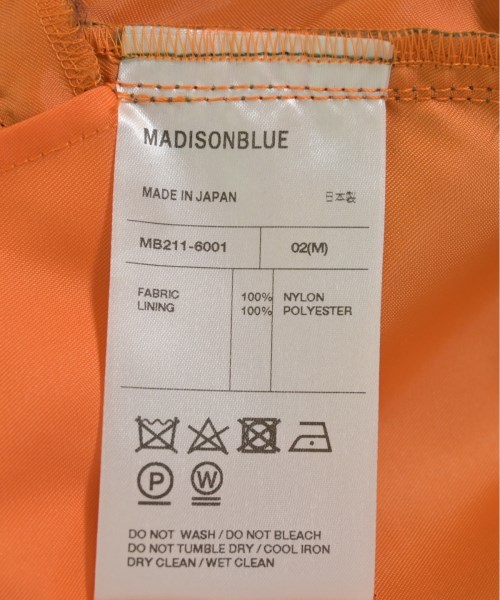 MADISONBLUE
MADE IN JAPAN 日本製
MB211-6001 02(M)
FABRIC 100% NYLON
LINING 100% POLYESTER
P W
DO NOT WASH / DO NOT BLEACH
DO NOT TUMBLE DRY / COOL IRON
DRY CLEAN / WET CLEAN